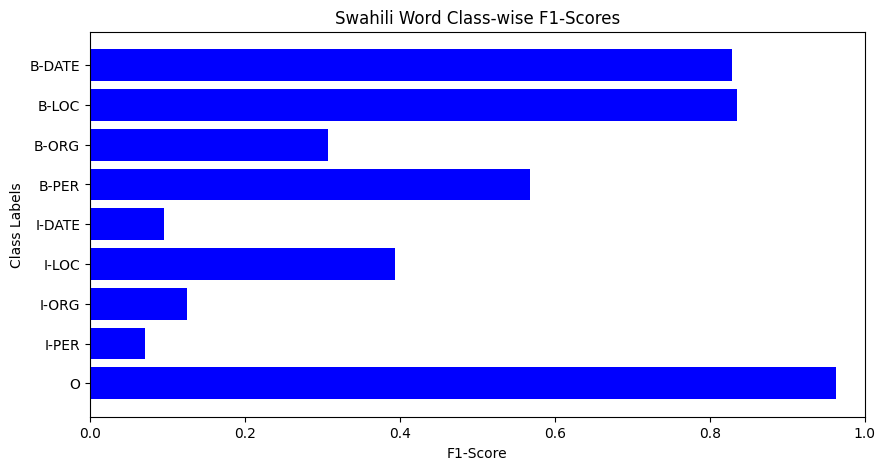 Swahili Word Class-wise F1-Scores
Class Labels
B-DATE
B-LOC
B-ORG
B-PER
I-DATE
I-LOC
I-ORG
I-PER
O
0.0 0.2 0.4 0.6 0.8 1.0
F1-Score